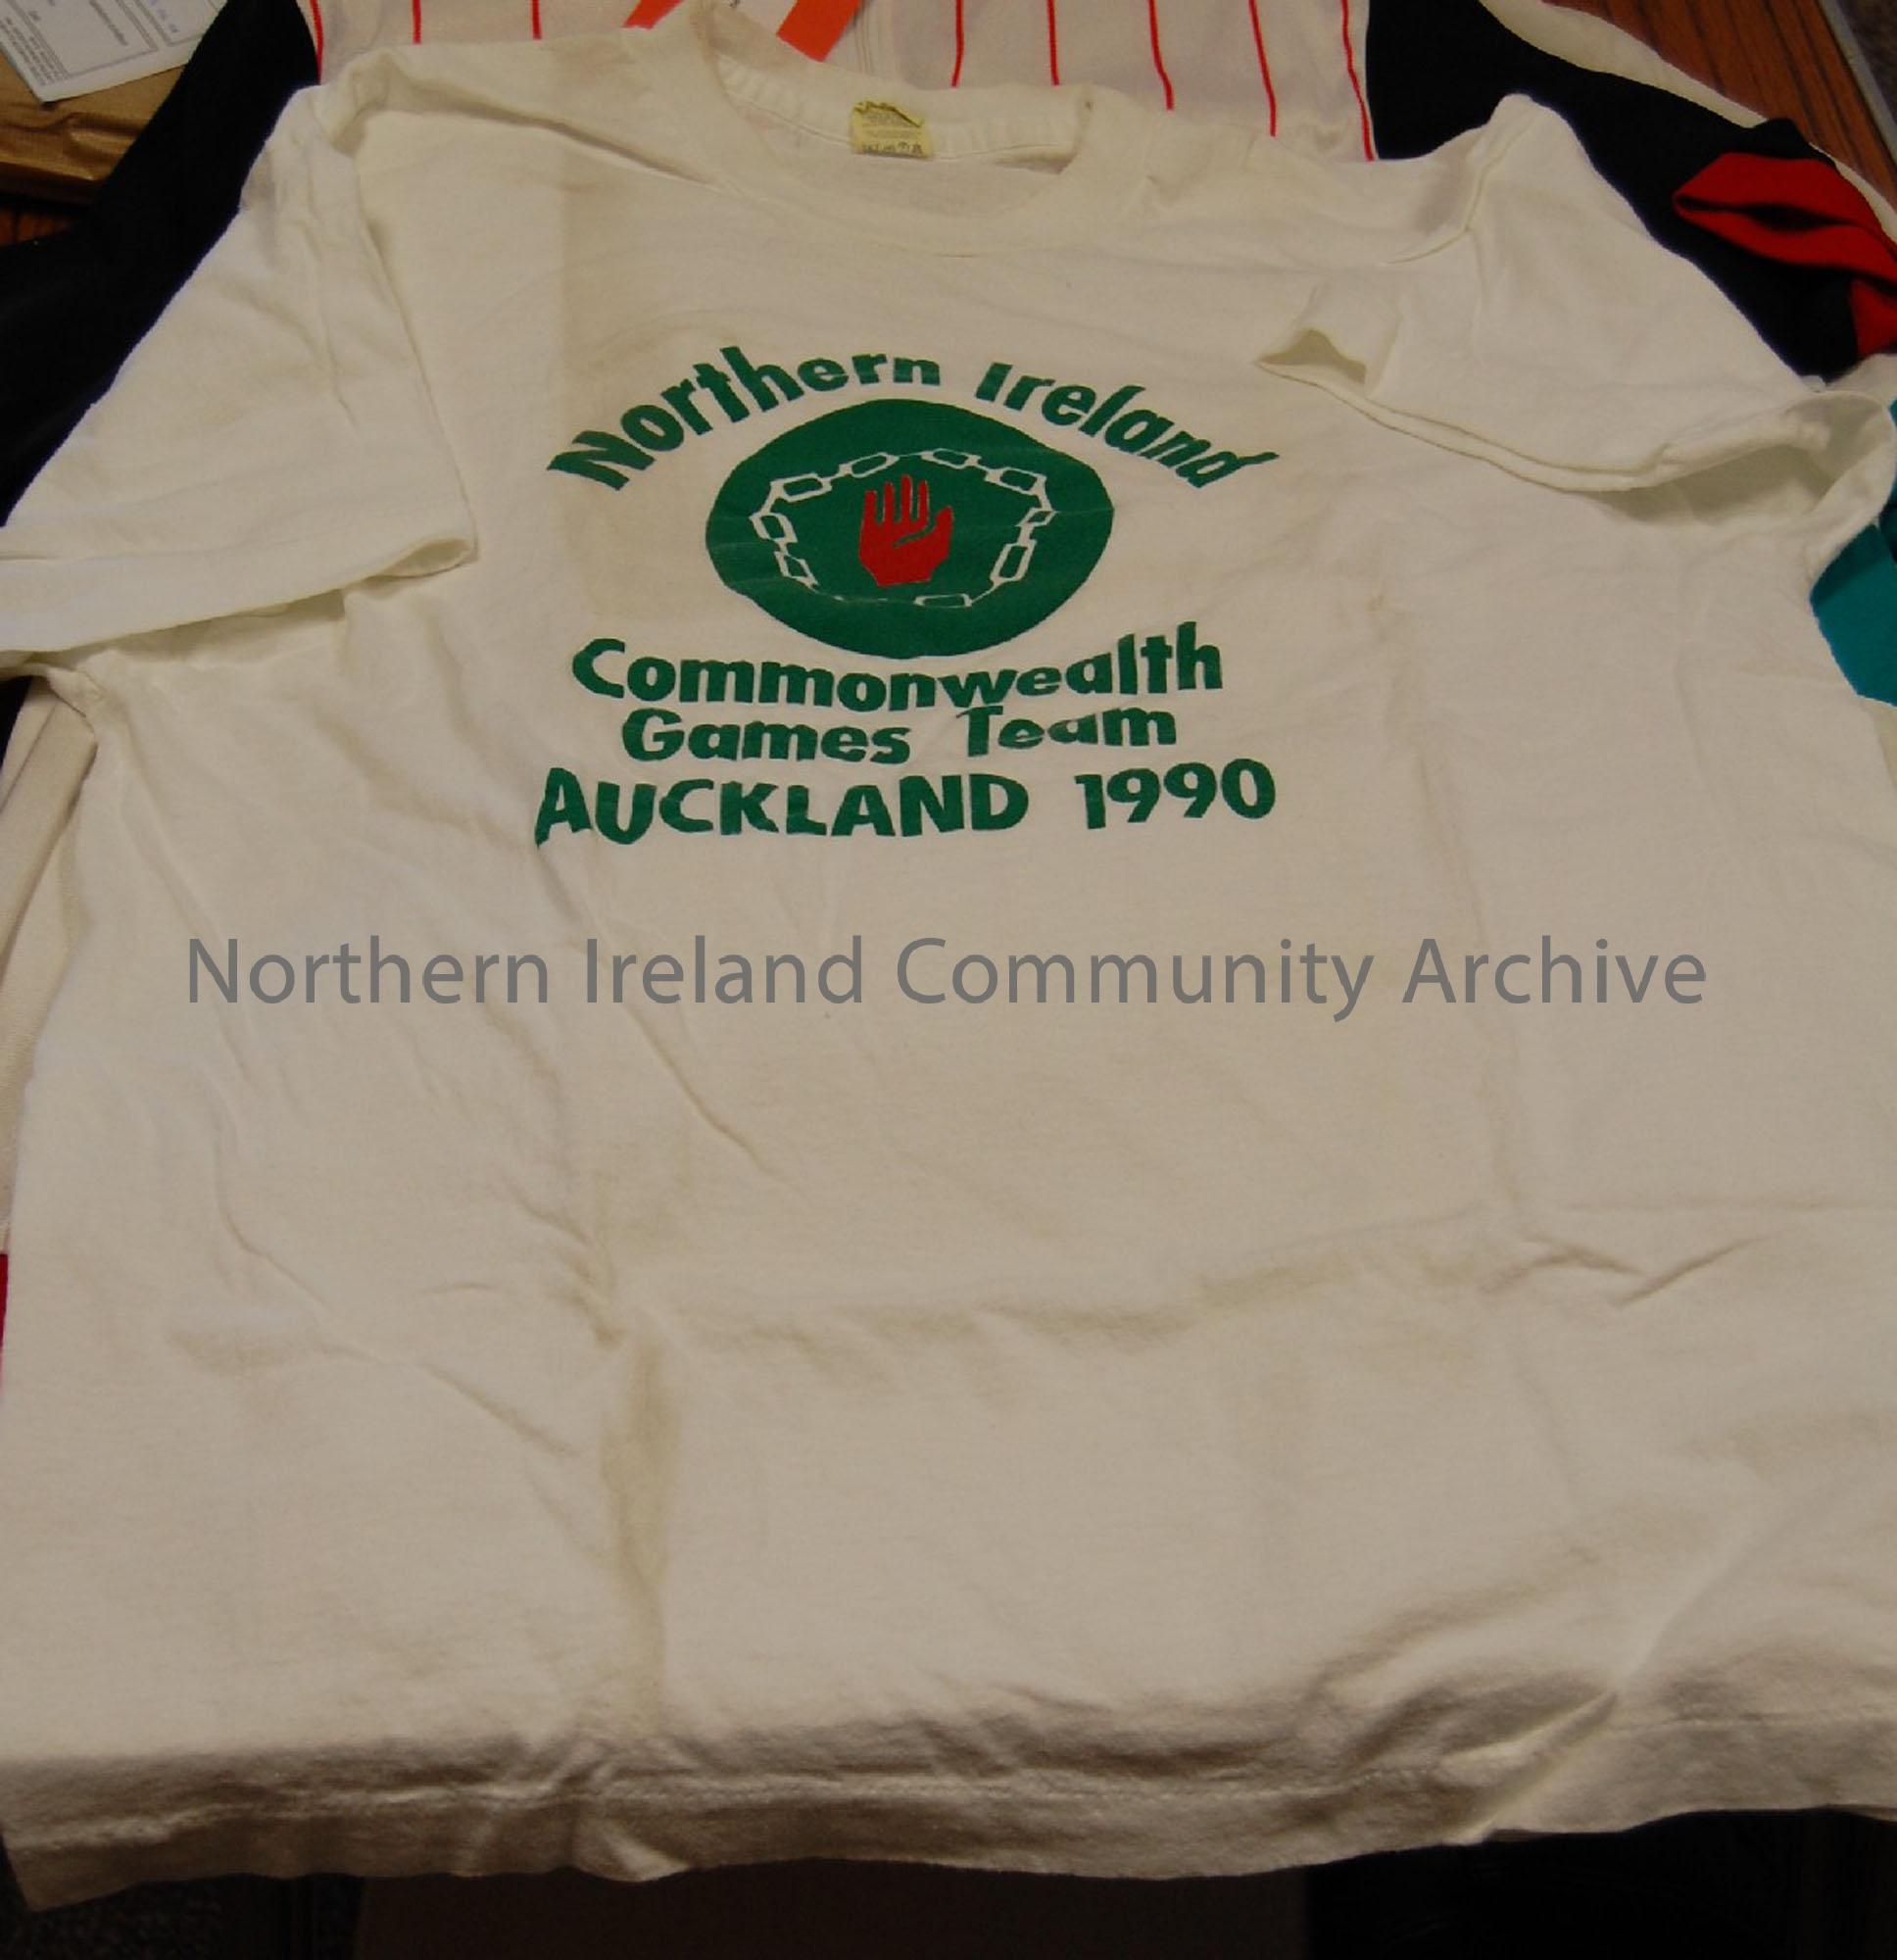 Northern Ireland
Commonwealth
Games Team
AUCKLAND 1990
Northern Ireland Community Archive